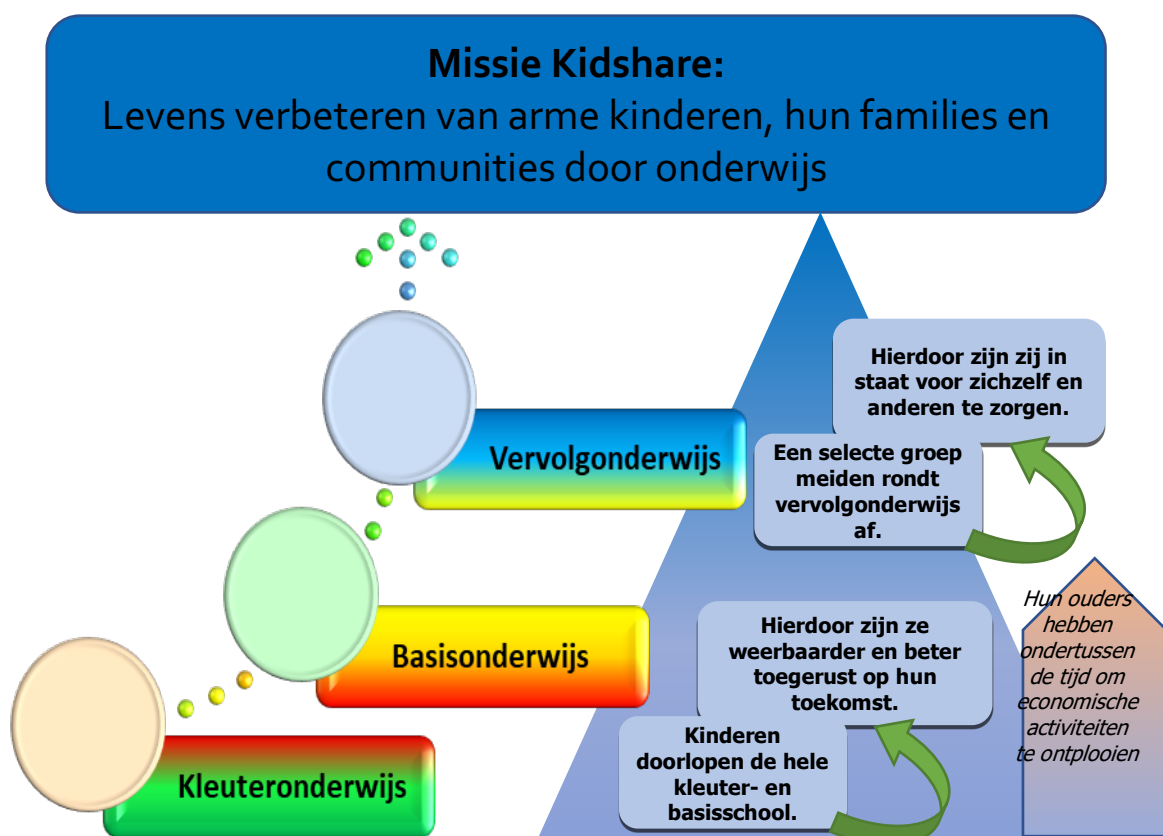 Missie Kidshare:
Levens verbeteren van arme kinderen, hun families en
communities door onderwijs
Hierdoor zijn zij in
staat voor zichzelf en
anderen te zorgen.
Vervolgonderwijs
Een selecte groep
meiden rondt
vervolgonderwijs
af.
Hun ouders
hebben
ondertussen
de tijd om
economische
activiteiten
te ontplooien
Basisonderwijs
Hierdoor zijn ze
weerbaarder en beter
toegerust op hun
toekomst.
Kleuteronderwijs
Kinderen
doorlopen de hele
kleuter- en
basisschool.